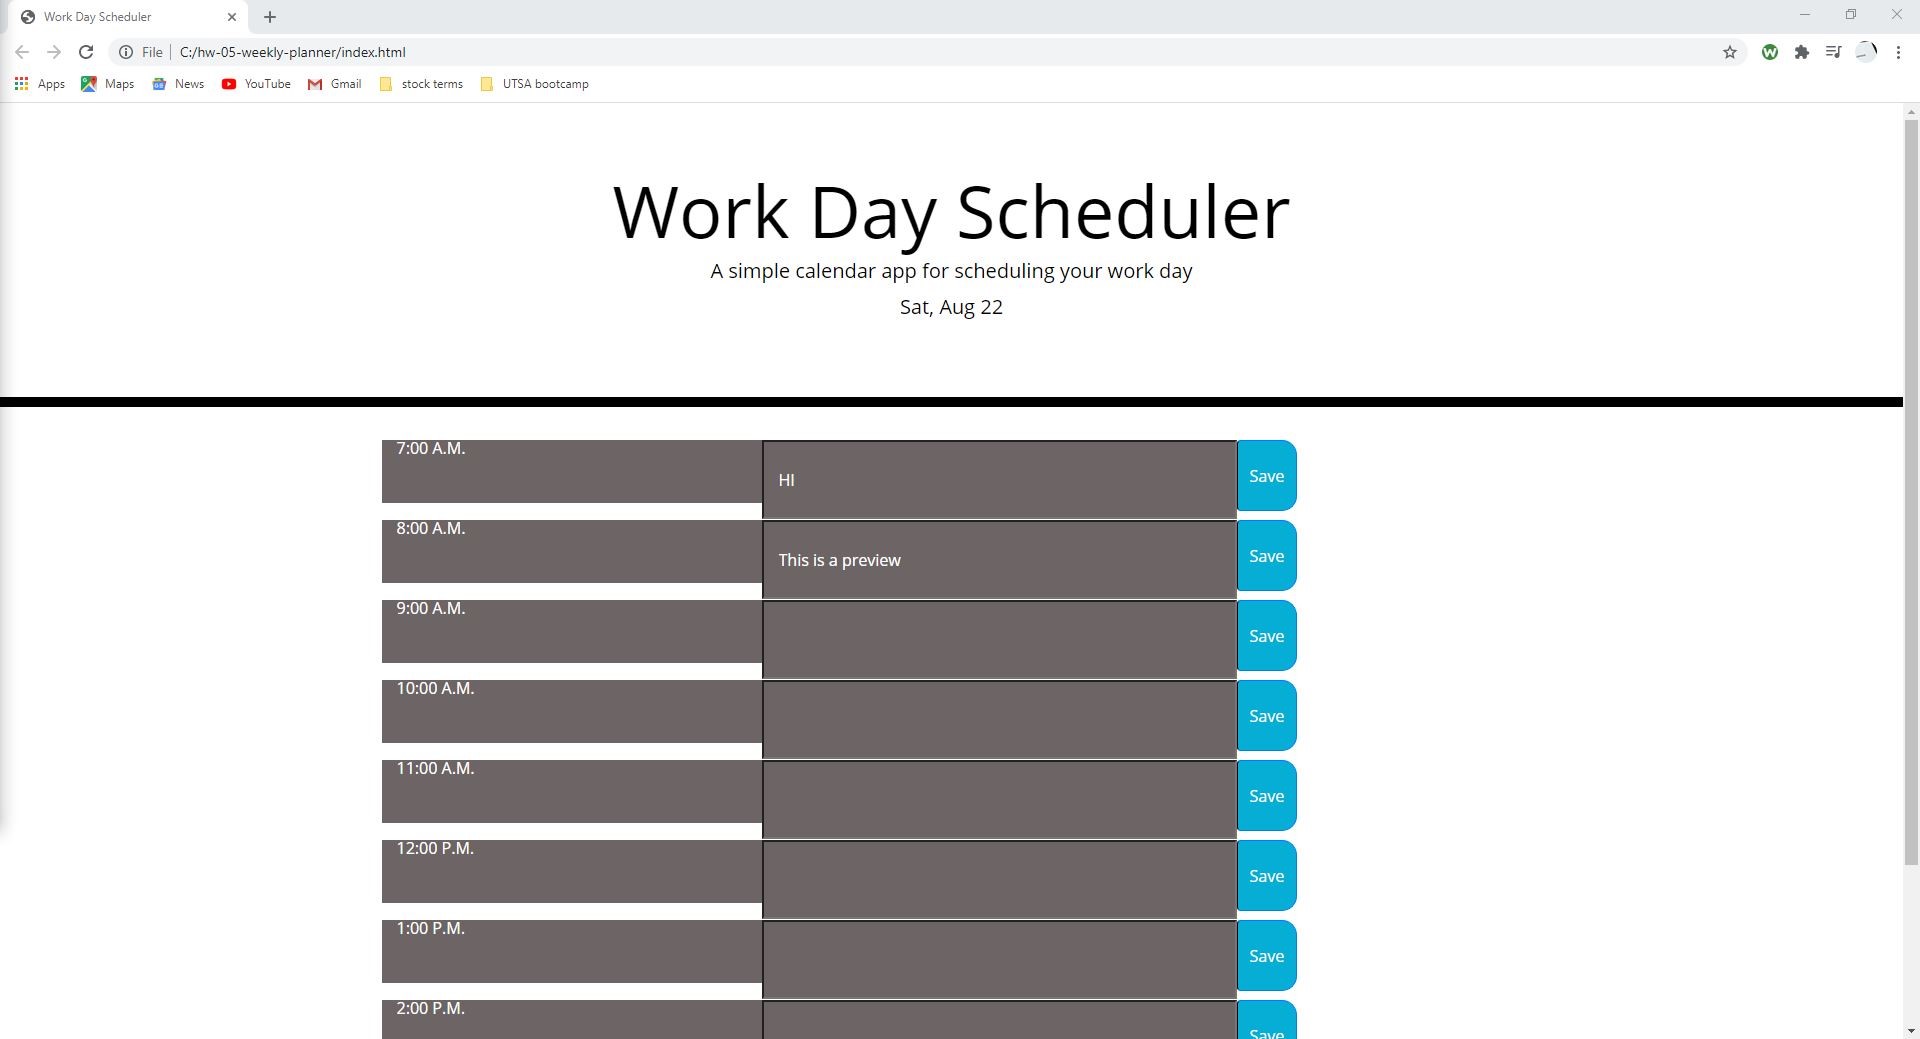 Work Day Scheduler
File C:/hw-05-weekly-planner/index.html
Apps Maps News YouTube Gmail stock terms UTSA bootcamp
Work Day Scheduler
A simple calendar app for scheduling your work day
Sat, Aug 22
7:00 A.M.
HI
Save
8:00 A.M.
This is a preview
Save
9:00 A.M.
Save
10:00 A.M.
Save
11:00 A.M.
Save
12:00 P.M.
Save
1:00 P.M.
Save
2:00 P.M.
Save